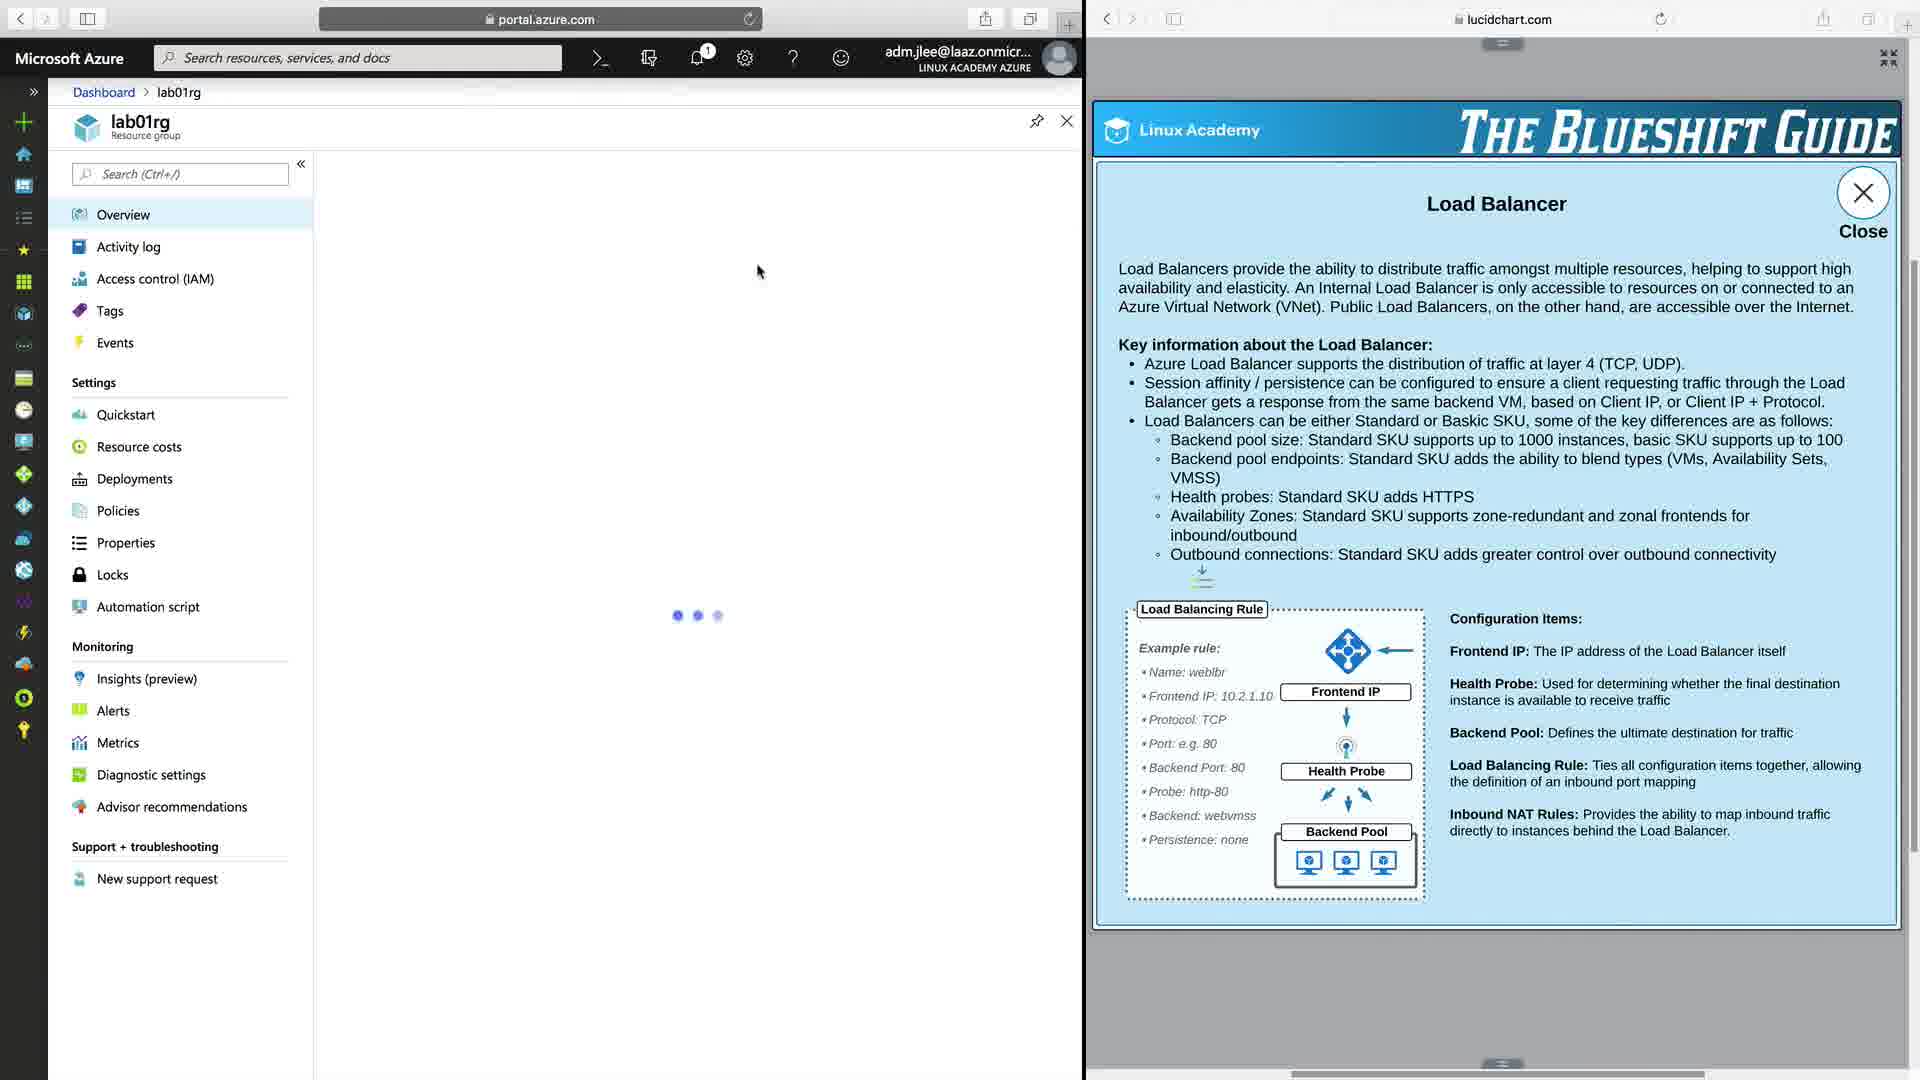 portal.azure.com
Microsoft Azure
Search resources, services, and docs
1
adm.jlee@laaz.onmicr...
LINUX ACADEMY AZURE
Dashboard > lab01rg
lab01rg
Resource group
Search (Ctrl+/)
Overview
Activity log
Access control (IAM)
Tags
Events
Settings
Quickstart
Resource costs
Deployments
Policies
Properties
Locks
Automation script
Monitoring
Insights (preview)
Alerts
Metrics
Diagnostic settings
Advisor recommendations
Support + troubleshooting
New support request
lucidchart.com
Linux Academy
THE BLUESHIFT GUIDE
Load Balancer
Close
Load Balancers provide the ability to distribute traffic amongst multiple resources, helping to support high
availability and elasticity. An Internal Load Balancer is only accessible to resources on or connected to an
Azure Virtual Network (VNet). Public Load Balancers, on the other hand, are accessible over the Internet.
Key information about the Load Balancer:
• Azure Load Balancer supports the distribution of traffic at layer 4 (TCP, UDP).
• Session affinity / persistence can be configured to ensure a client requesting traffic through the Load
Balancer gets a response from the same backend VM, based on Client IP, or Client IP + Protocol.
• Load Balancers can be either Standard or Baskic SKU, some of the key differences are as follows:
◦ Backend pool size: Standard SKU supports up to 1000 instances, basic SKU supports up to 100
◦ Backend pool endpoints: Standard SKU adds the ability to blend types (VMs, Availability Sets,
VMSS)
◦ Health probes: Standard SKU adds HTTPS
◦ Availability Zones: Standard SKU supports zone-redundant and zonal frontends for
inbound/outbound
◦ Outbound connections: Standard SKU adds greater control over outbound connectivity
Load Balancing Rule
Example rule:
• Name: weblbr
• Frontend IP: 10.2.1.10
• Protocol: TCP
• Port: e.g. 80
• Backend Port: 80
• Probe: http-80
• Backend: webvmss
• Persistence: none
Frontend IP
Health Probe
Backend Pool
Configuration Items:
Frontend IP: The IP address of the Load Balancer itself
Health Probe: Used for determining whether the final destination
instance is available to receive traffic
Backend Pool: Defines the ultimate destination for traffic
Load Balancing Rule: Ties all configuration items together, allowing
the definition of an inbound port mapping
Inbound NAT Rules: Provides the ability to map inbound traffic
directly to instances behind the Load Balancer.